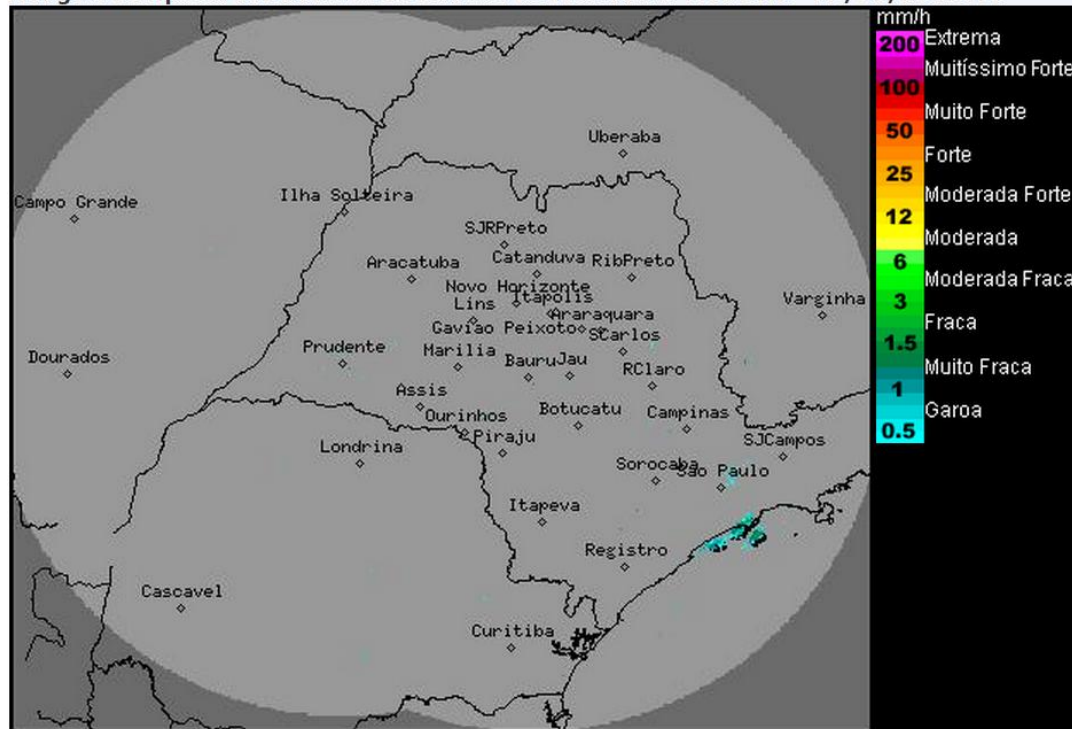 mm/h
200 Extrema
Muitíssimo Forte
100
Muito Forte
50
Forte
25
Moderada Forte
12
Moderada
6
Moderada Fraca
3
Fraca
1.5
Muito Fraca
1
Garoa
0.5
Uberaba
Campo Grande
Ilha Solteira
SJRPreto
Aracatuba
Catanduva
RibPreto
Novo Horizonte
Lins
Itapolis
Varginha
Araraquara
Gaviao Peixoto
SCarlos
Dourados
Prudente
Marilia
Bauru
Jau
RClaro
Assis
Ourinhos
Botucatu
Campinas
Piraju
Londrina
SJCampos
Sorocaba
Sao Paulo
Itapeva
Registro
Cascavel
Curitiba